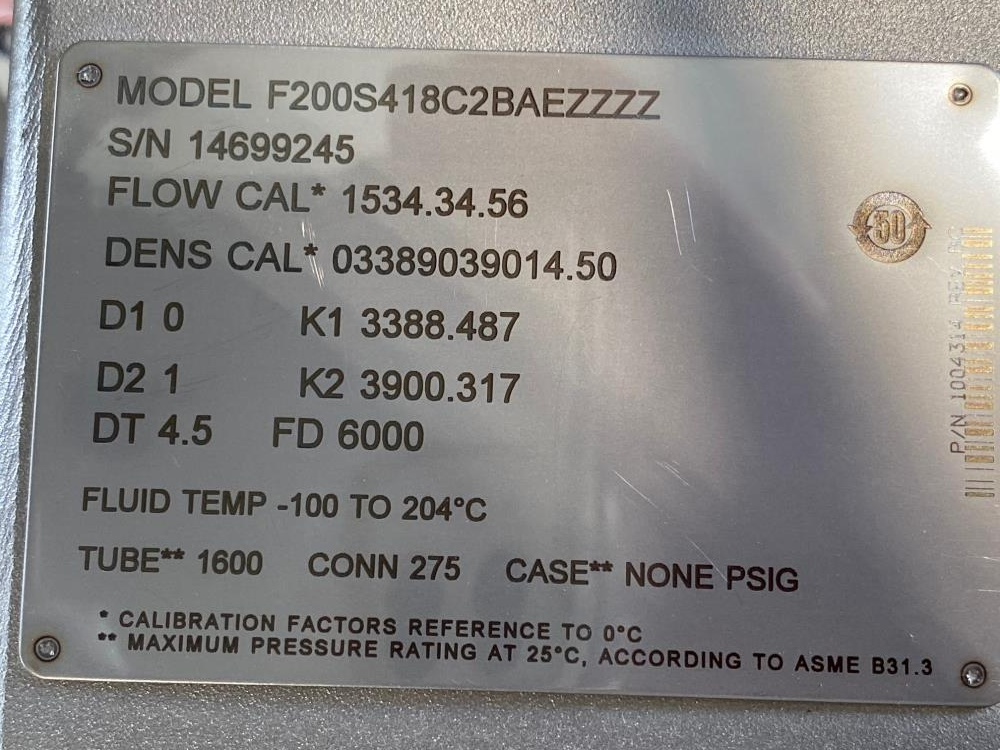 MODEL F200S418C2BAEZZZZ
S/N 14699245
FLOW CAL* 1534.34.56
DENS CAL* 03389039014.50
D1 0 K1 3388.487
D2 1 K2 3900.317
DT 4.5 FD 6000
FLUID TEMP -100 TO 204°C
TUBE** 1600 CONN 275 CASE** NONE PSIG
* CALIBRATION FACTORS REFERENCE TO 0°C
** MAXIMUM PRESSURE RATING AT 25°C, ACCORDING TO ASME B31.3
50
P/N 1004314 REV